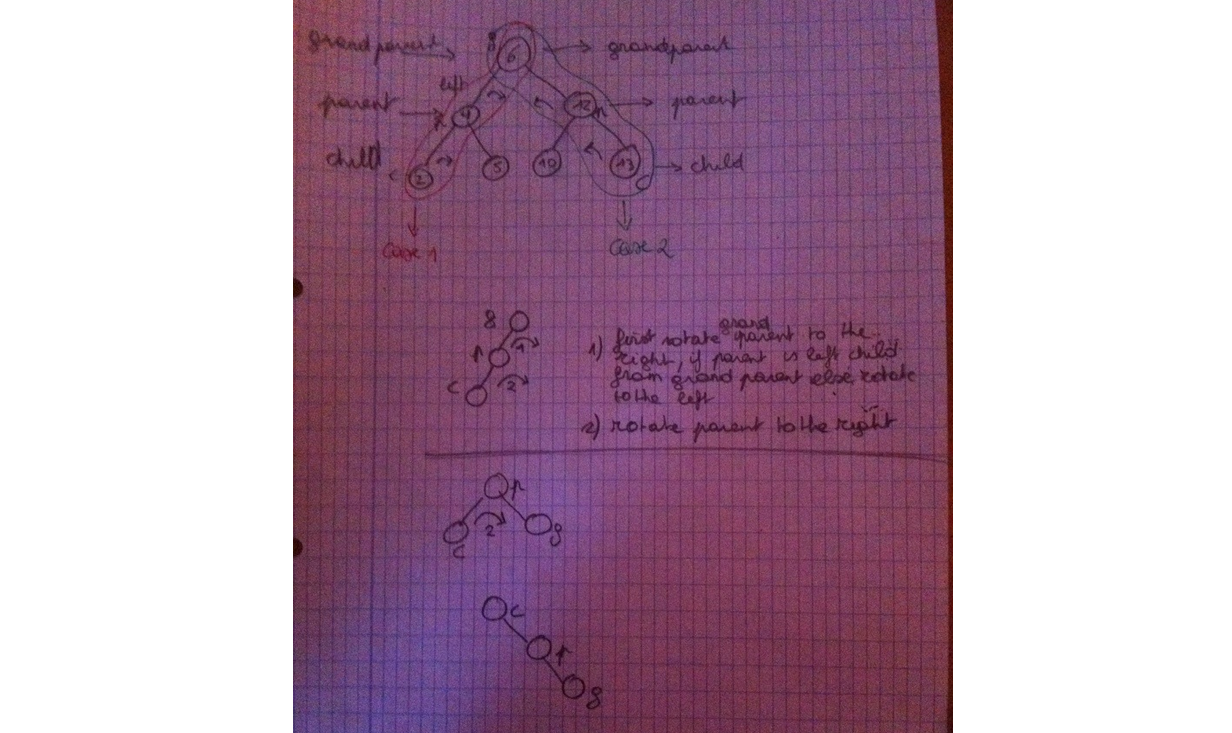 grandparent
g
6
grandparent
left
parent
p
4
12
p
parent
child
c
2
5
10
13
c
child
Case 1
Case 2
g
p
1
c
2
grand
1) first rotate parent to the
right, if parent is left child
from grand parent else rotate
to the left
2) rotate parent to the right
p
c
2
g
c
p
g